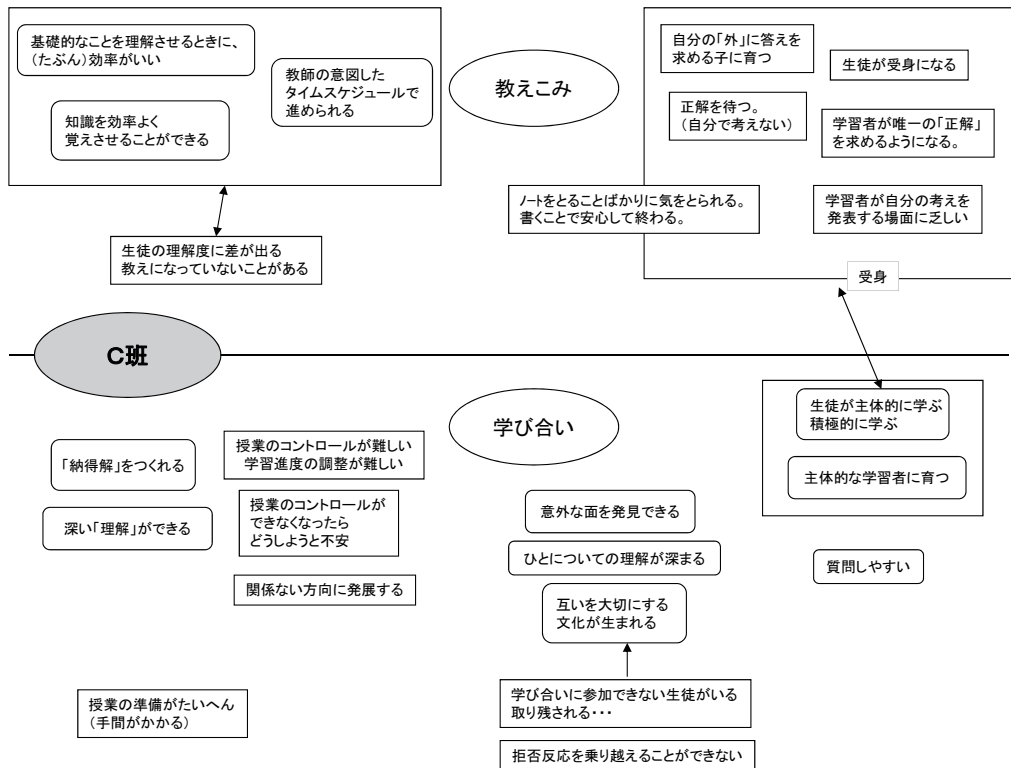 基礎的なことを理解させるときに、
(たぶん)効率がいい
教師の意図した
タイムスケジュールで
進められる
知識を効率よく
覚えさせることができる
教えこみ
自分の「外」に答えを
求める子に育つ
生徒が受身になる
正解を待つ。
(自分で考えない)
学習者が唯一の「正解」
を求めるようになる。
ノートをとることばかりに気をとられる。
書くことで安心して終わる。
学習者が自分の考えを
発表する場面に乏しい
生徒の理解度に差が出る
教えになっていないことがある
受身
C班
学び合い
生徒が主体的に学ぶ
積極的に学ぶ
主体的な学習者に育つ
「納得解」をつくれる
授業のコントロールが難しい
学習進度の調整が難しい
深い「理解」ができる
授業のコントロールが
できなくなったら
どうしようと不安
関係ない方向に発展する
意外な面を発見できる
ひとについての理解が深まる
互いを大切にする
文化が生まれる
質問しやすい
授業の準備がたいへん
(手間がかかる)
学び合いに参加できない生徒がいる
取り残される・・・
拒否反応を乗り越えることができない